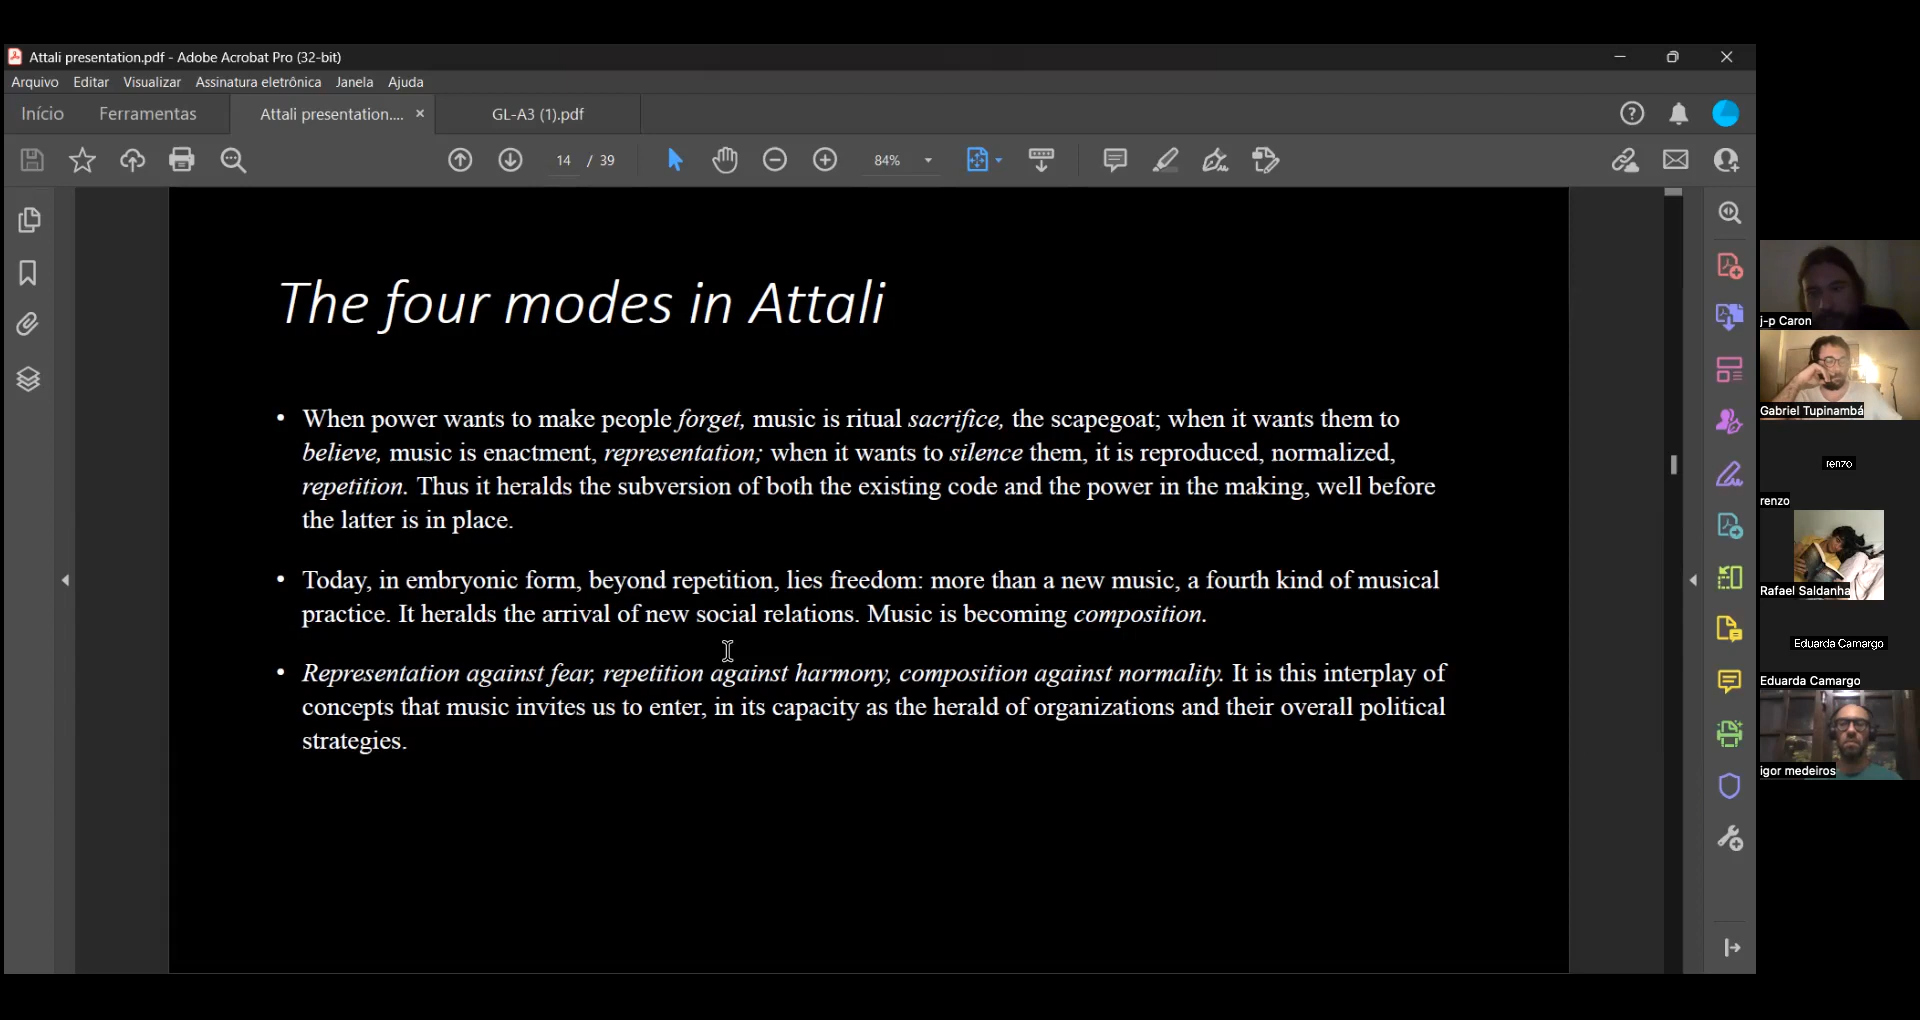 Attali presentation.pdf - Adobe Acrobat Pro (32-bit)
Arquivo Editar Visualizar Assinatura eletrônica Janela Ajuda
Início Ferramentas Attali presentation.... × GL-A3 (1).pdf
14 / 39 84%
The four modes in Attali
• When power wants to make people forget, music is ritual sacrifice, the scapegoat; when it wants them to
believe, music is enactment, representation; when it wants to silence them, it is reproduced, normalized,
repetition. Thus it heralds the subversion of both the existing code and the power in the making, well before
the latter is in place.
• Today, in embryonic form, beyond repetition, lies freedom: more than a new music, a fourth kind of musical
practice. It heralds the arrival of new social relations. Music is becoming composition.
• Representation against fear, repetition against harmony, composition against normality. It is this interplay of
concepts that music invites us to enter, in its capacity as the herald of organizations and their overall political
strategies.
j-p Caron
Gabriel Tupinambá
renzo
renzo
Rafael Saldanha
Eduarda Camargo
Eduarda Camargo
igor medeiros